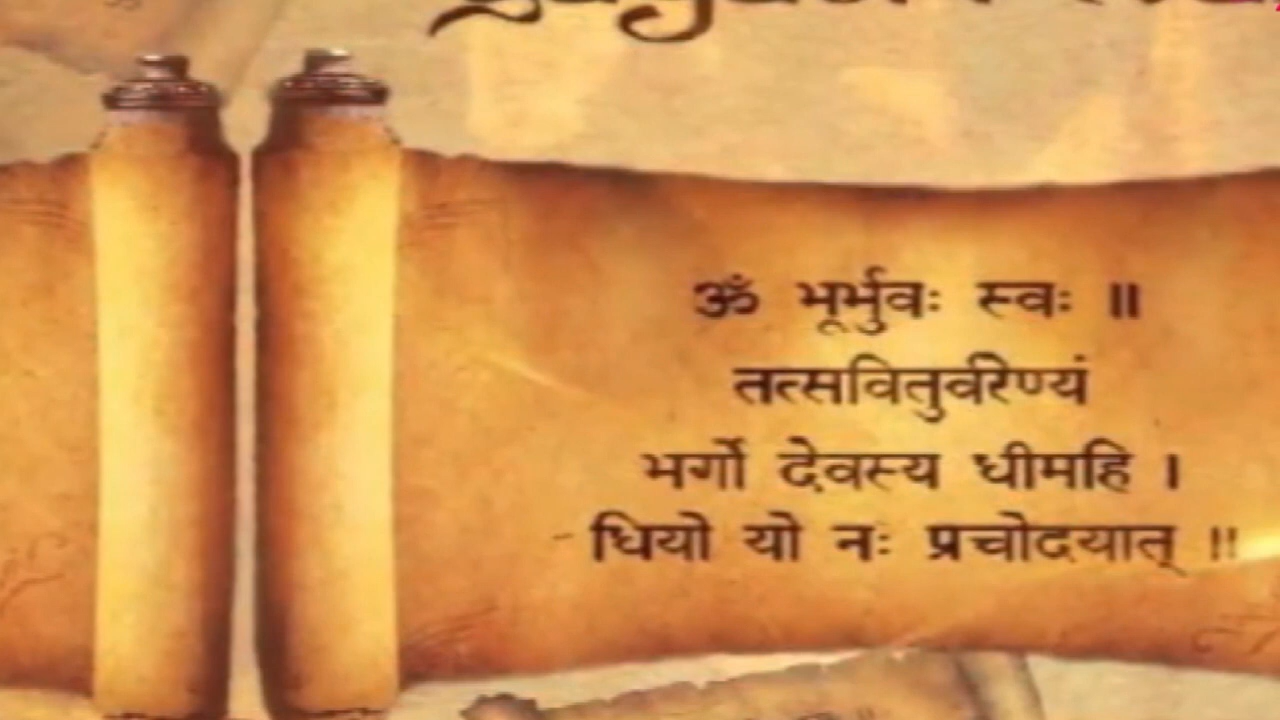 ॐ भूर्भुवः स्वः ॥
तत्सवितुर्वरेण्यं
भर्गो देवस्य धीमहि ।
धियो यो नः प्रचोदयात् ॥